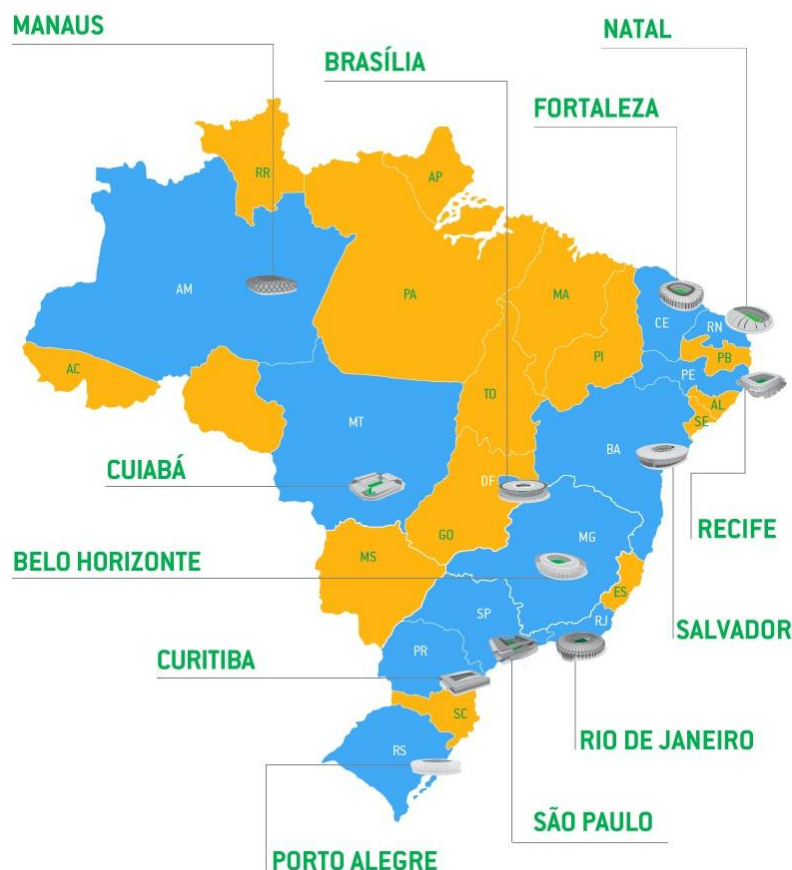 MANAUS
NATAL
BRASÍLIA
FORTALEZA
RR
AP
AM
PA
MA
CE
RN
PB
PI
PE
AC
TO
AL
SE
MT
BA
CUIABÁ
DF
RECIFE
GO
MG
BELO HORIZONTE
MS
ES
SP
RJ
SALVADOR
PR
CURITIBA
SC
RIO DE JANEIRO
RS
SÃO PAULO
PORTO ALEGRE